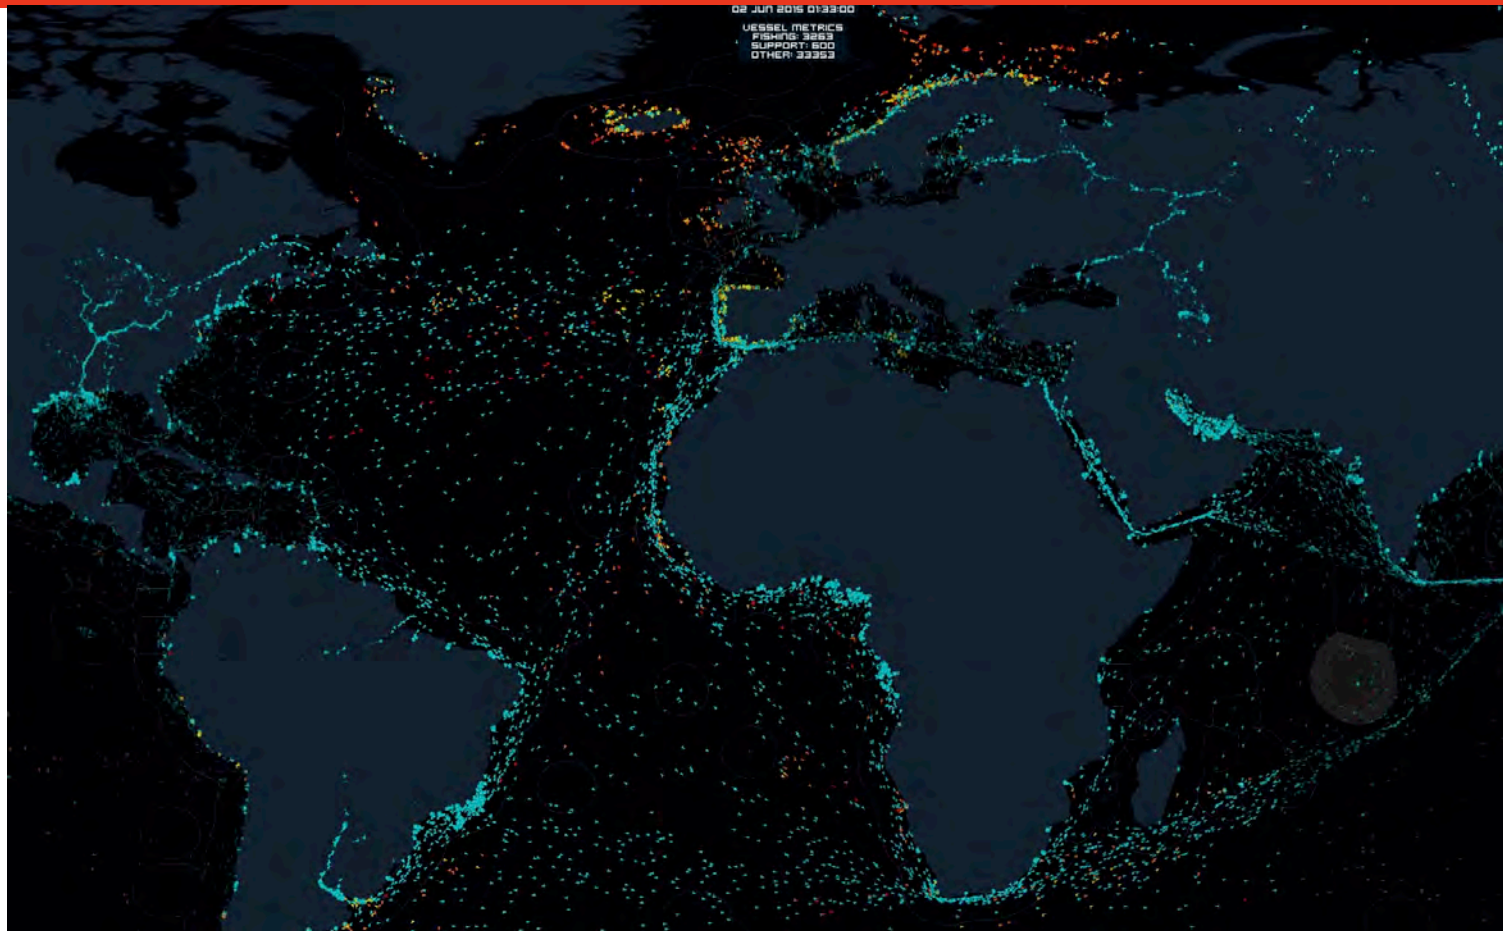 02 JUN 2015 01:33:00
VESSEL METRICS
FISHING: 3263
SUPPORT: 600
OTHER: 33353